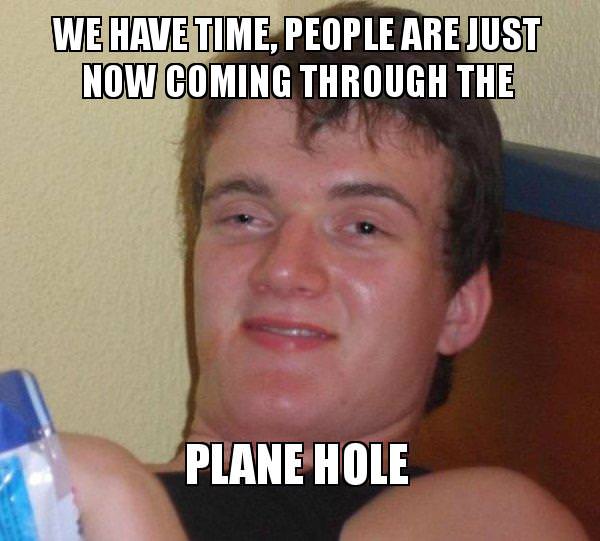 WE HAVE TIME, PEOPLE ARE JUST
NOW COMING THROUGH THE
PLANE HOLE